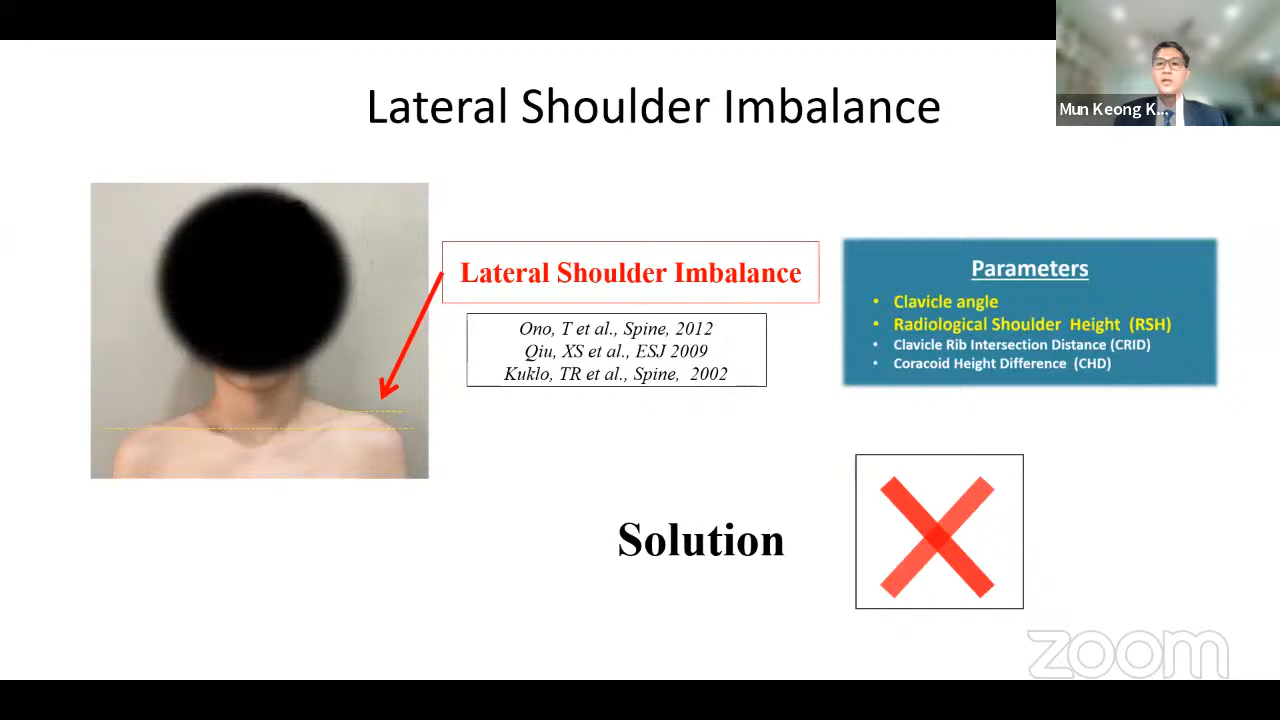 Lateral Shoulder Imbalance
Mun Keong K...
Lateral Shoulder Imbalance
Ono, T et al., Spine, 2012
Qiu, XS et al., ESJ 2009
Kuklo, TR et al., Spine, 2002
Parameters
• Clavicle angle
• Radiological Shoulder Height (RSH)
• Clavicle Rib Intersection Distance (CRID)
• Coracoid Height Difference (CHD)
Solution
zoom